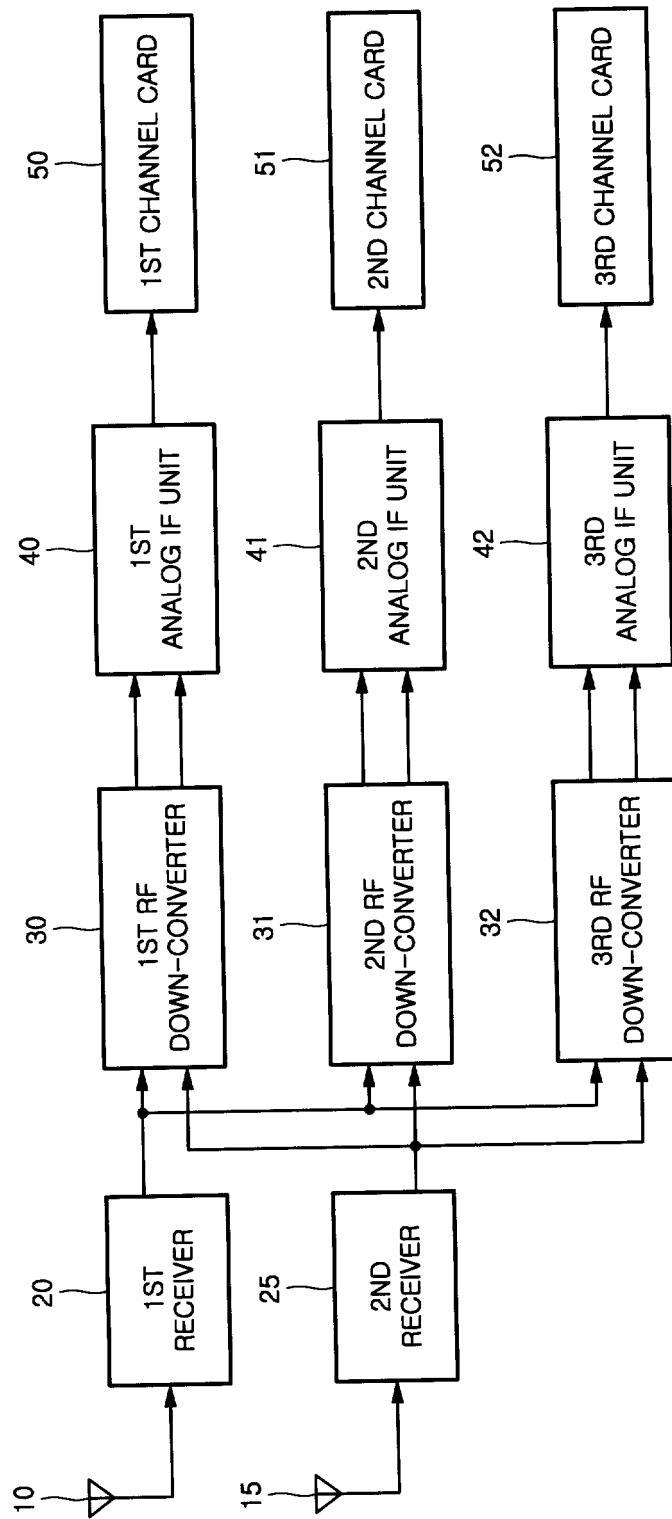 10
20
1ST
RECEIVER
30
1ST RF
DOWN-CONVERTER
40
1ST
ANALOG IF UNIT
50
1ST CHANNEL CARD
15
25
2ND
RECEIVER
31
2ND RF
DOWN-CONVERTER
41
2ND
ANALOG IF UNIT
51
2ND CHANNEL CARD
32
3RD RF
DOWN-CONVERTER
42
3RD
ANALOG IF UNIT
52
3RD CHANNEL CARD